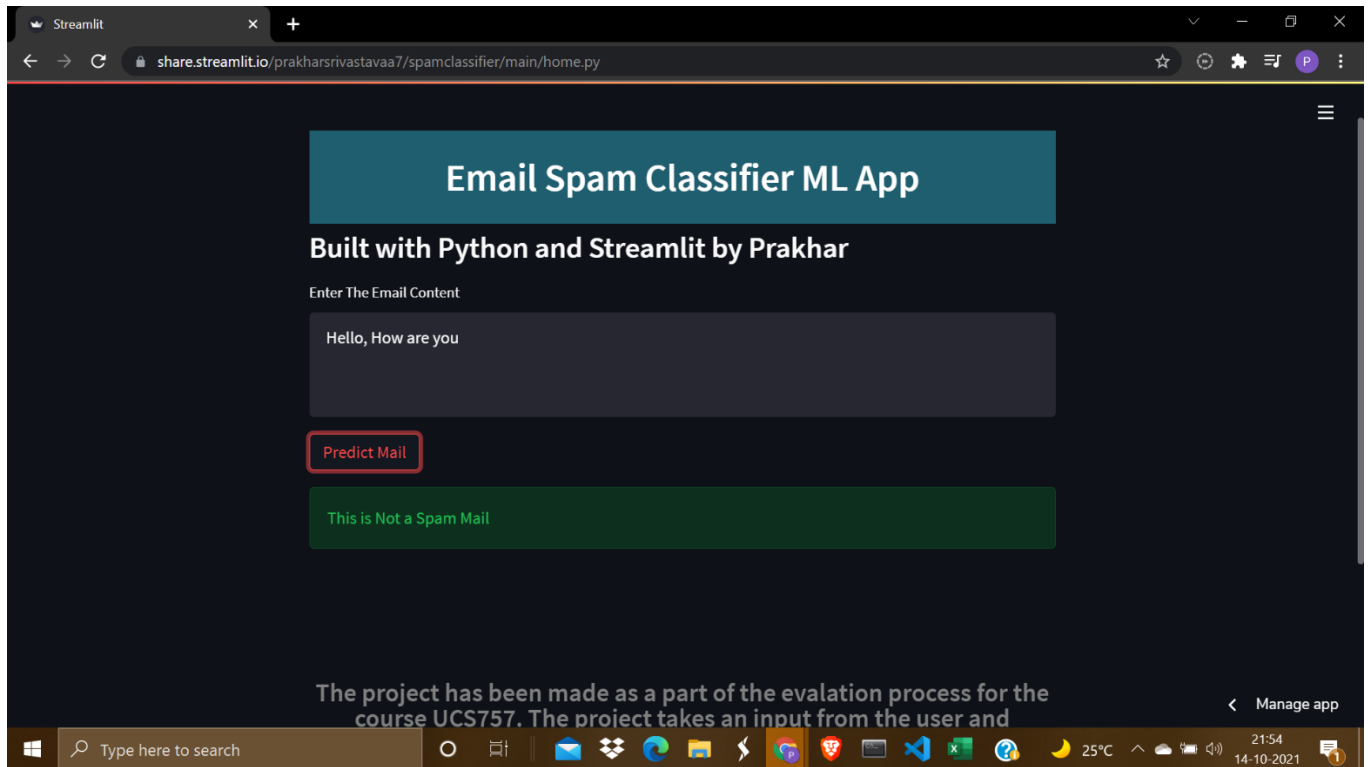 Streamlit
share.streamlit.io/prakharsrivastavaa7/spamclassifier/main/home.py
P
Email Spam Classifier ML App
Built with Python and Streamlit by Prakhar
Enter The Email Content
Hello, How are you
Predict Mail
This is Not a Spam Mail
The project has been made as a part of the evalation process for the
course UCS757. The project takes an input from the user and
Manage app
Type here to search
25°C
21:54
14-10-2021
1